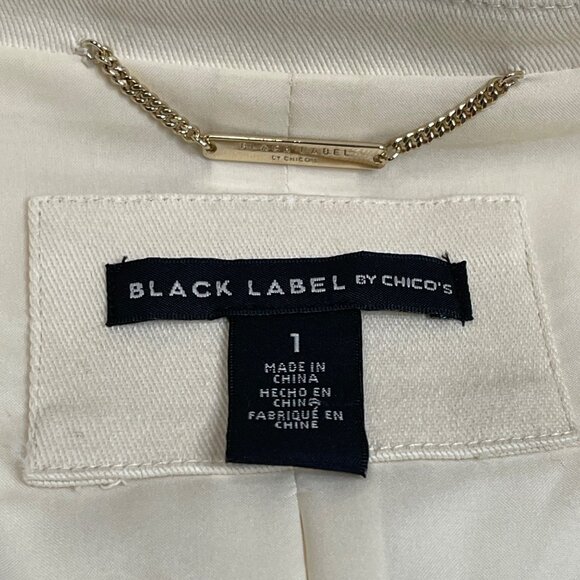 BLACK LABEL
BY CHICO'S
BLACK LABEL BY CHICO'S
1
MADE IN
CHINA
HECHO EN
CHINA
FABRIQUÉ EN
CHINE